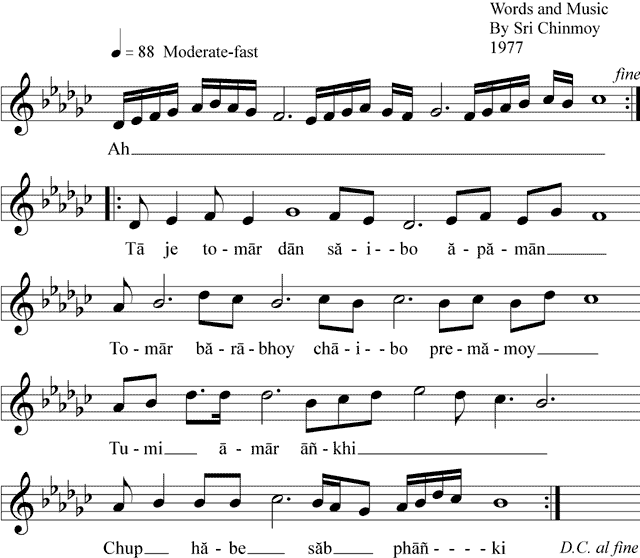 Words and Music
By Sri Chinmoy
1977
= 88 Moderate-fast
fine
Ah
Tā je to - mār dān să - i - - bo ă - pă - mān
To - mār bă - rā - bhoy chā - i - - bo pre - mă - moy
Tu - mi ā - mār āñ - khi
Chup hă - be săb phāñ - - - - ki D.C. al fine